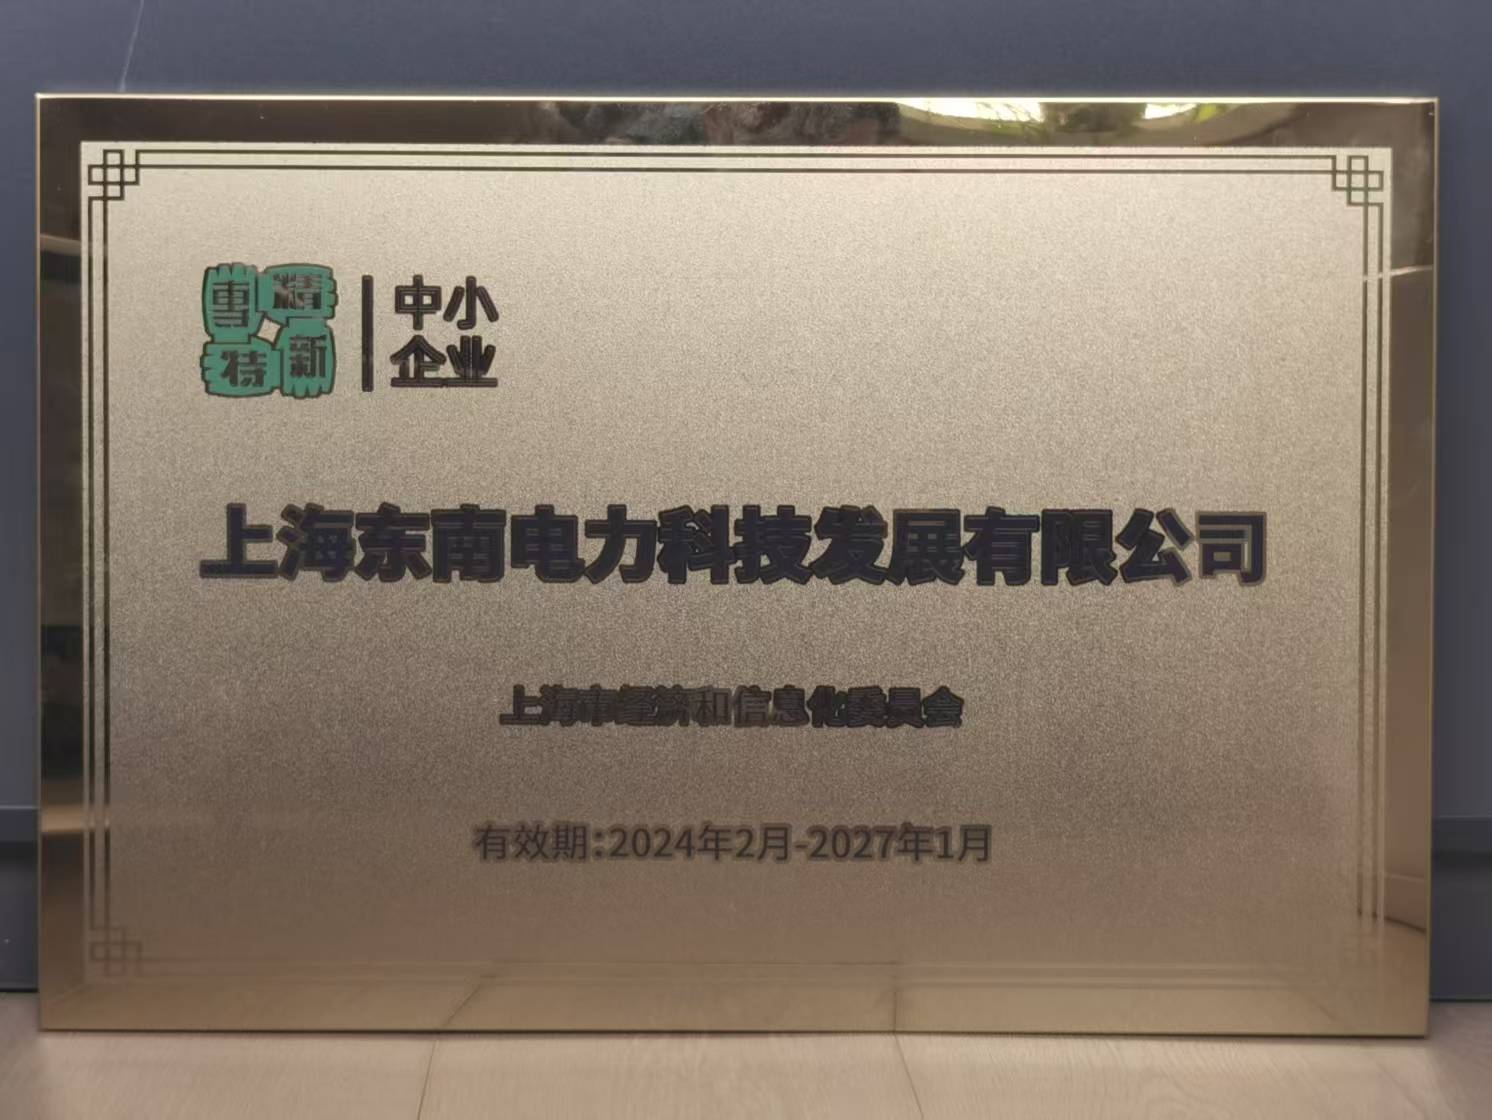 專精
特新
中小
企业
上海东南电力科技发展有限公司
上海市经济和信息化委员会
有效期:2024年2月-2027年1月